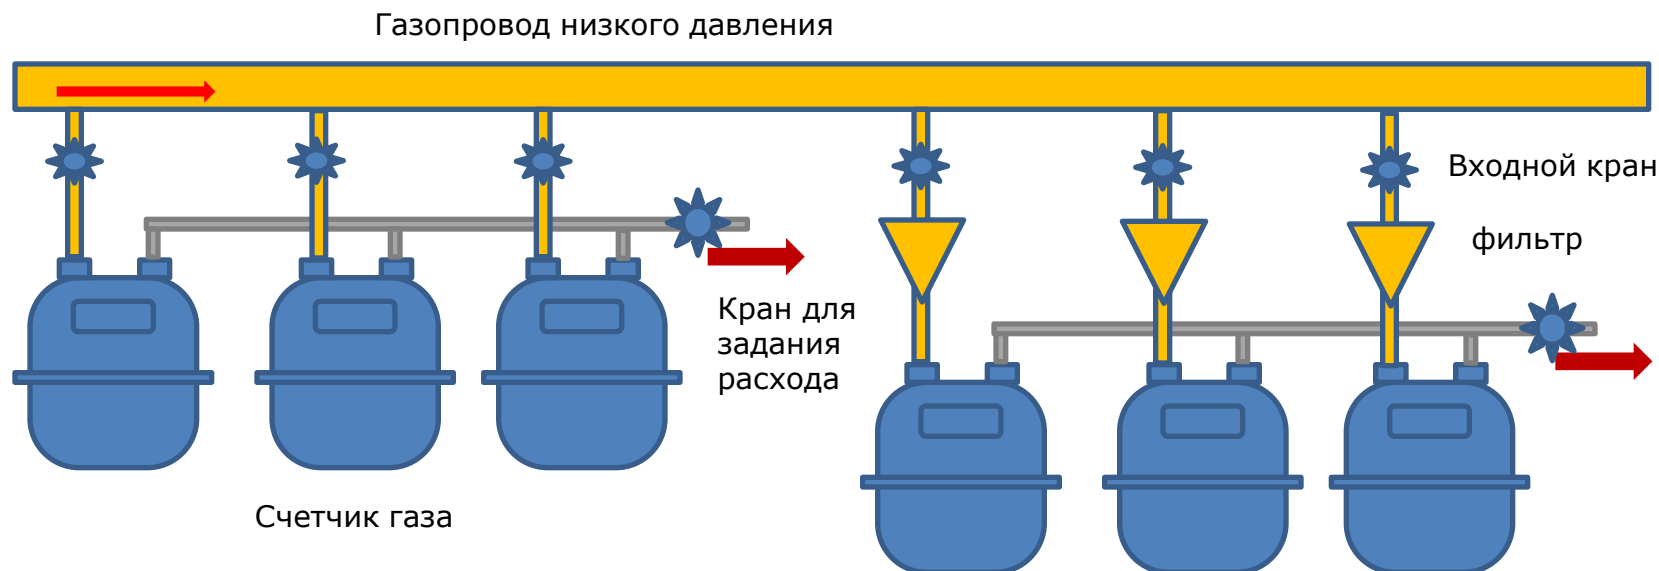 Газопровод низкого давления
Входной кран
фильтр
Кран для
задания
расхода
Счетчик газа